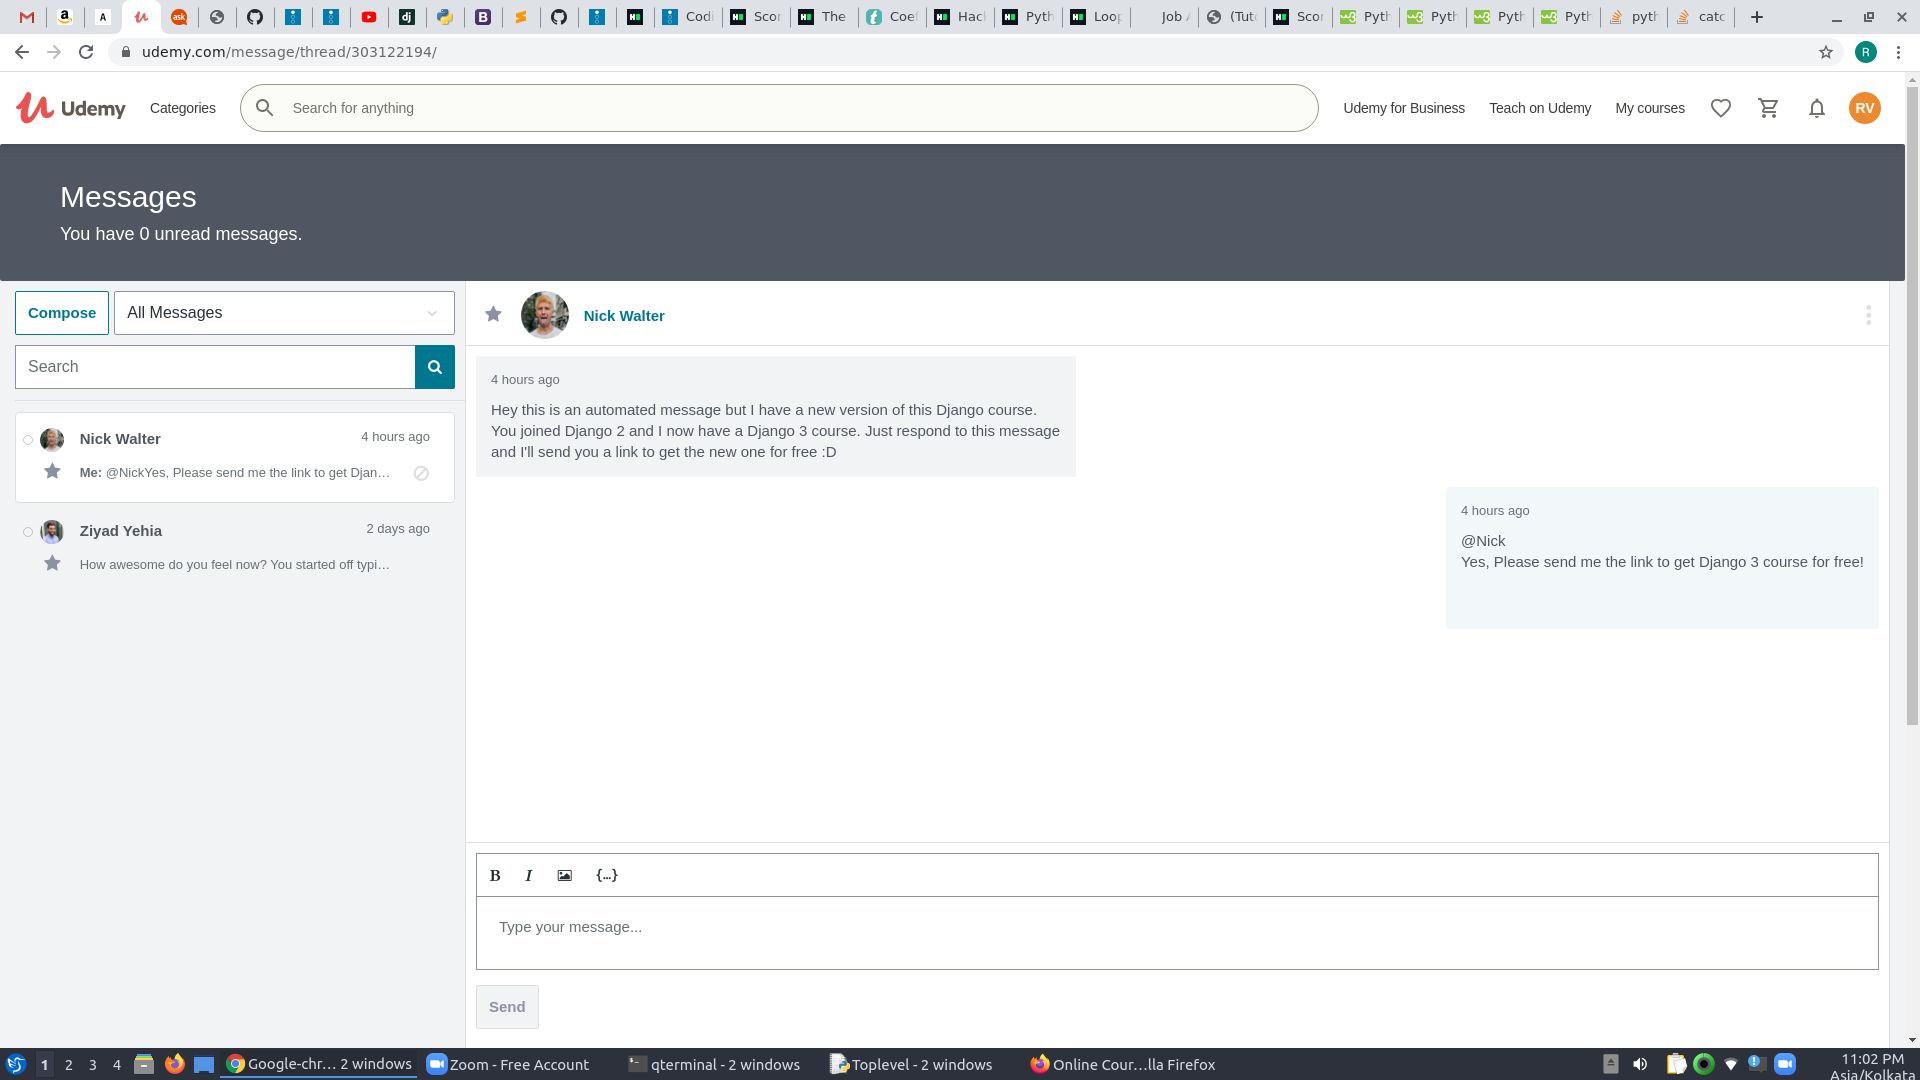 Codi
Scor
The
Coef
Hack
Pyth
Loop
Job A
(Tuto
Scor
Pyth
Pyth
Pyth
Pyth
pyth
catc
udemy.com/message/thread/303122194/
R
Udemy
Categories
Search for anything
Udemy for Business
Teach on Udemy
My courses
RV
Messages
You have 0 unread messages.
Compose
All Messages
Search
Nick Walter
4 hours ago
Me: @NickYes, Please send me the link to get Djan…
Ziyad Yehia
2 days ago
How awesome do you feel now? You started off typi…
Nick Walter
4 hours ago
Hey this is an automated message but I have a new version of this Django course.
You joined Django 2 and I now have a Django 3 course. Just respond to this message
and I'll send you a link to get the new one for free :D
4 hours ago
@Nick
Yes, Please send me the link to get Django 3 course for free!
B I {…}
Type your message...
Send
1 2 3 4
Google-chr… 2 windows
Zoom - Free Account
qterminal - 2 windows
Toplevel - 2 windows
Online Cour…lla Firefox
11:02 PM
Asia/Kolkata